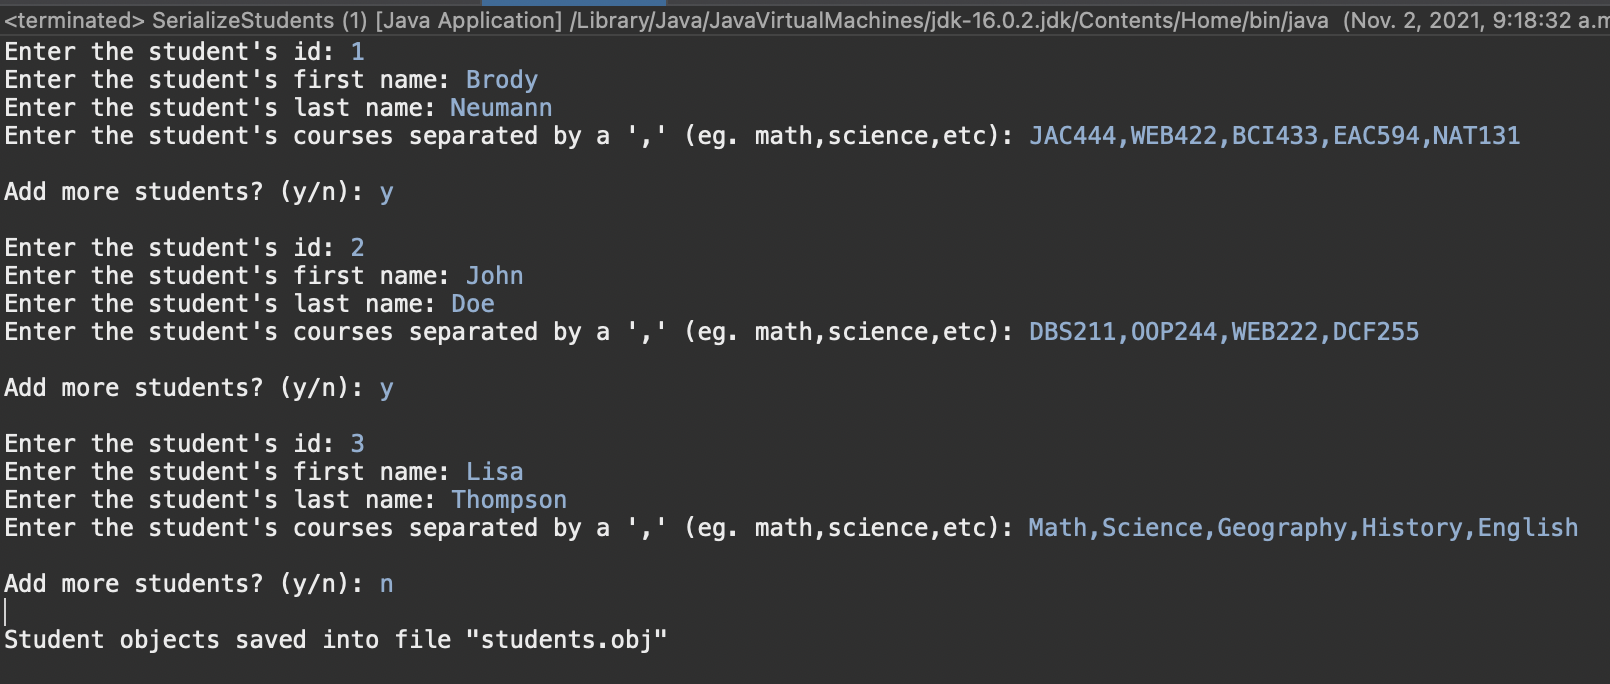 <terminated> SerializeStudents (1) [Java Application] /Library/Java/JavaVirtualMachines/jdk-16.0.2.jdk/Contents/Home/bin/java (Nov. 2, 2021, 9:18:32 a.m
Enter the student's id: 1
Enter the student's first name: Brody
Enter the student's last name: Neumann
Enter the student's courses separated by a ',' (eg. math,science,etc): JAC444,WEB422,BCI433,EAC594,NAT131
Add more students? (y/n): y
Enter the student's id: 2
Enter the student's first name: John
Enter the student's last name: Doe
Enter the student's courses separated by a ',' (eg. math,science,etc): DBS211,OOP244,WEB222,DCF255
Add more students? (y/n): y
Enter the student's id: 3
Enter the student's first name: Lisa
Enter the student's last name: Thompson
Enter the student's courses separated by a ',' (eg. math,science,etc): Math,Science,Geography,History,English
Add more students? (y/n): n
Student objects saved into file "students.obj"